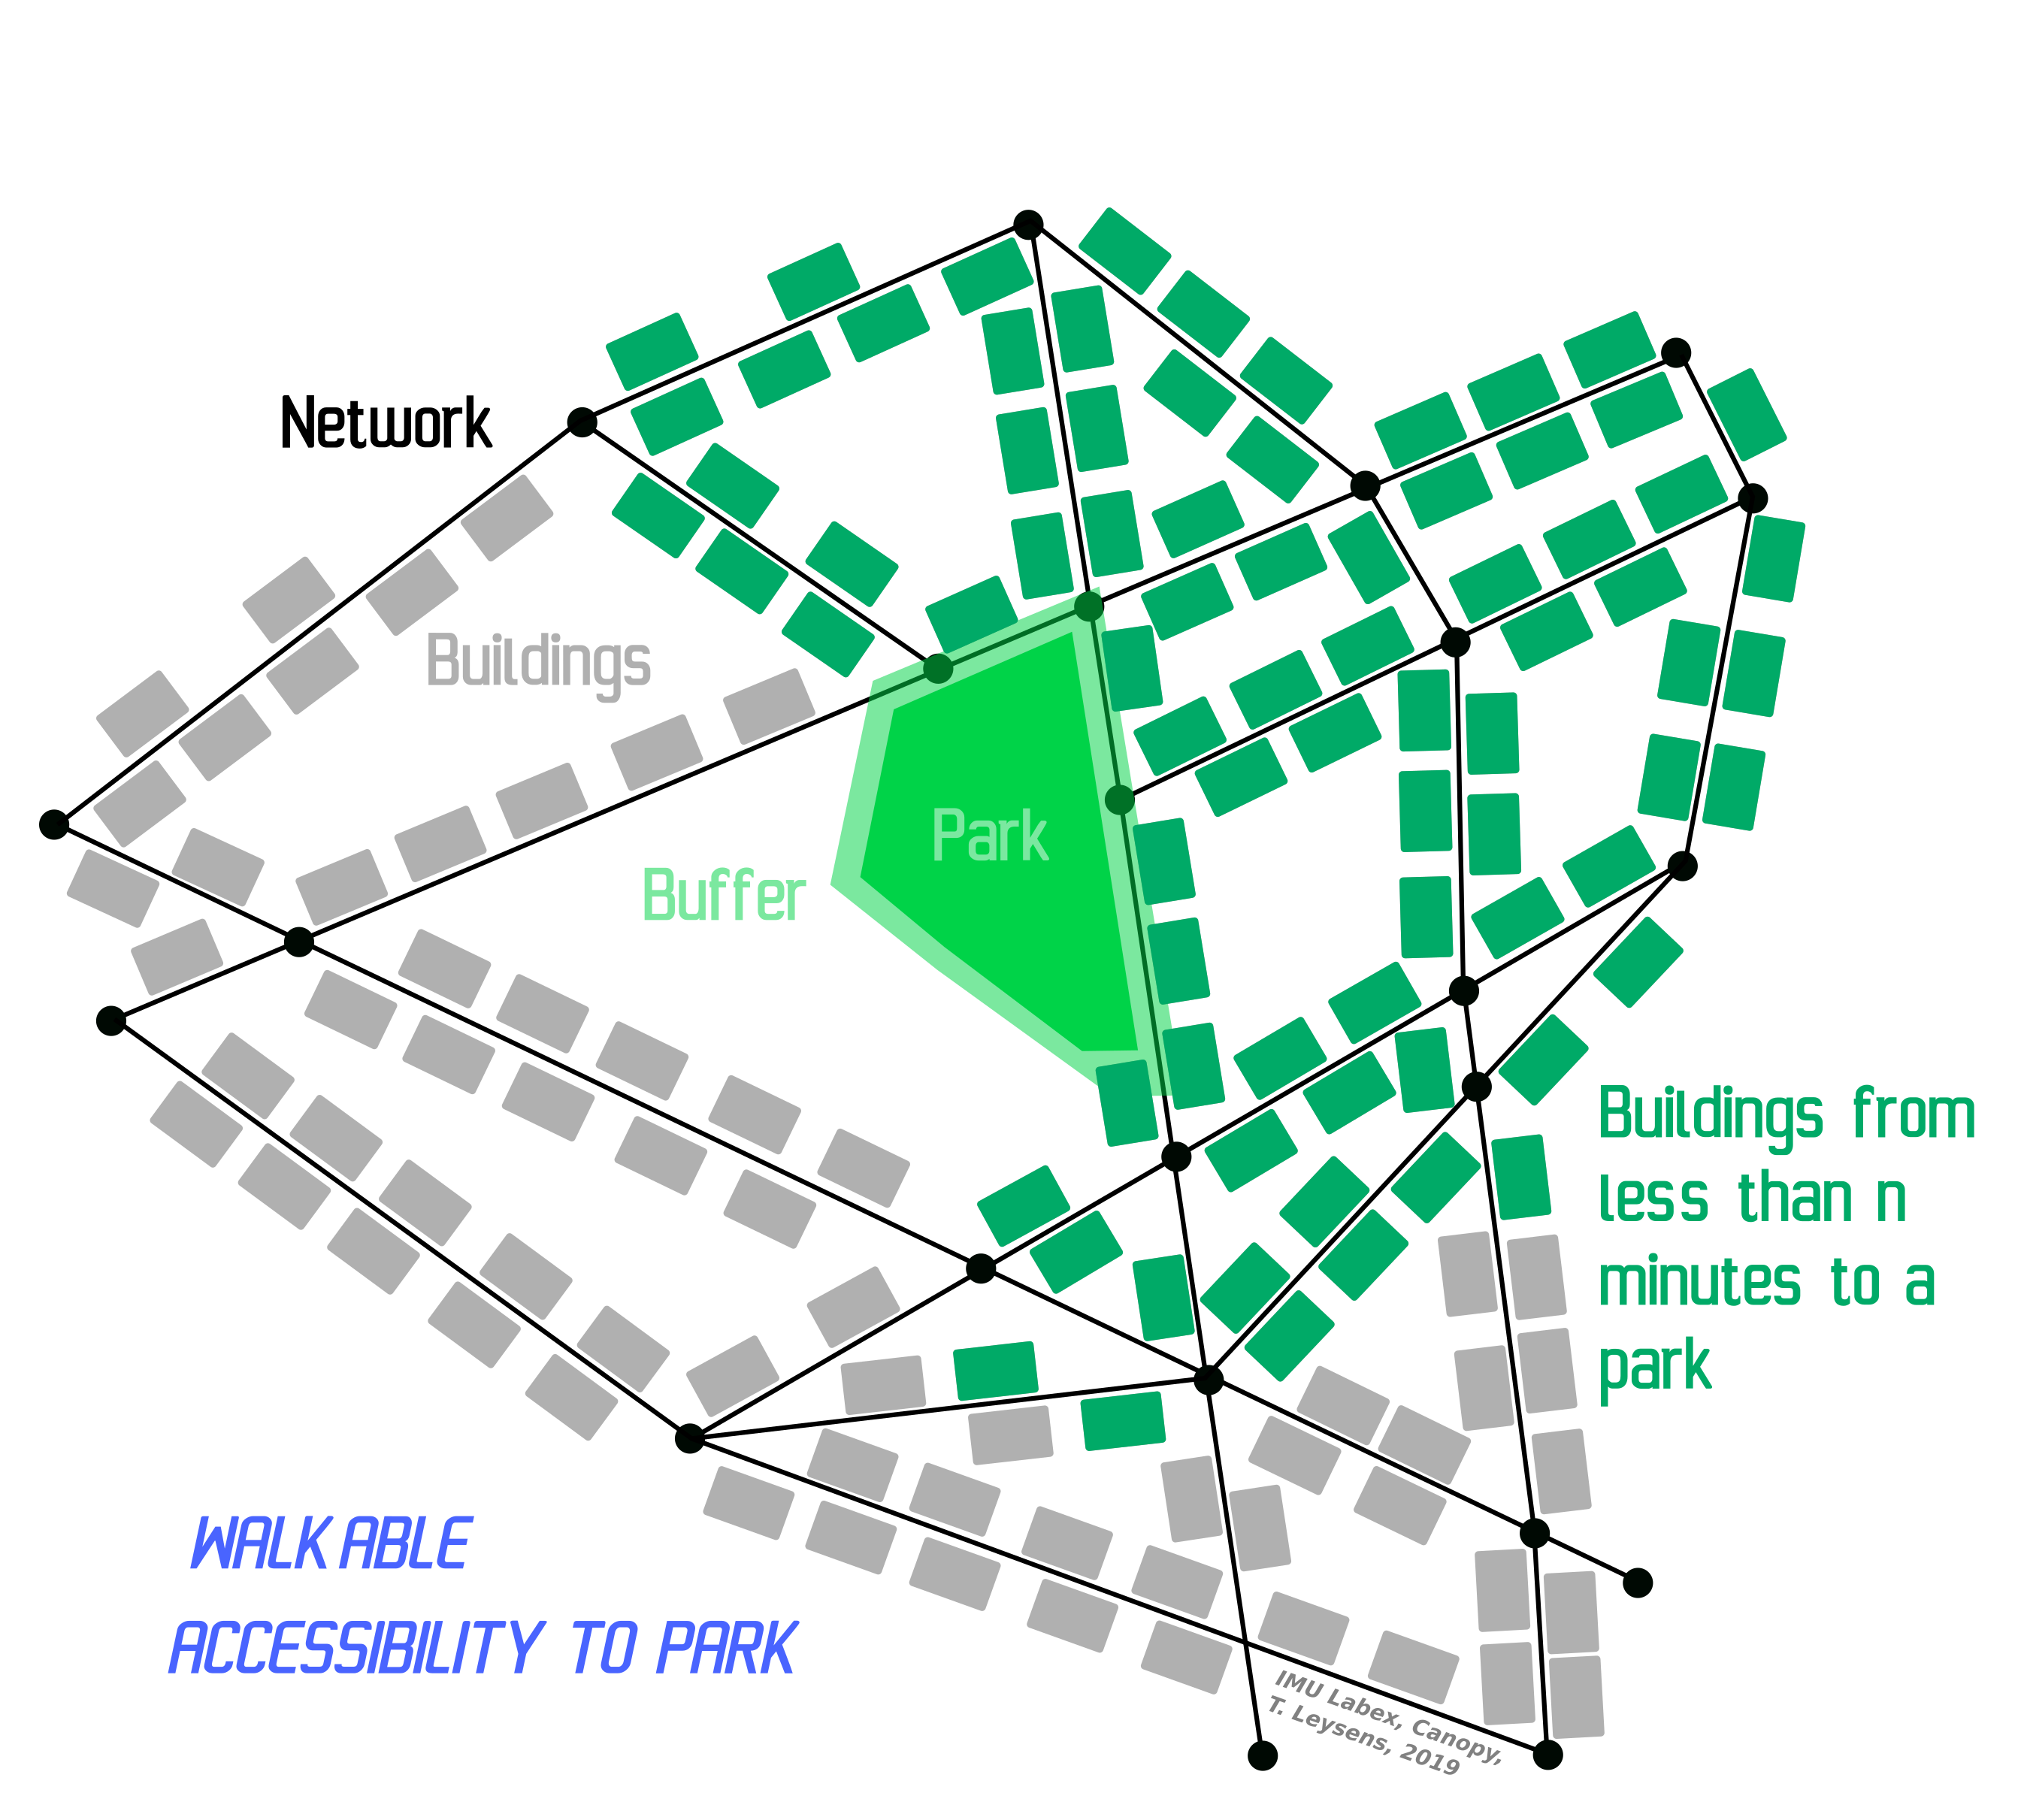 Network
Buildings
Park
Buffer
Buildings from
less than n
minutes to a
park
WALKABLE
ACCESSIBILITY TO PARK
IMU Labex, Canopy,
T. Leysens, 2019